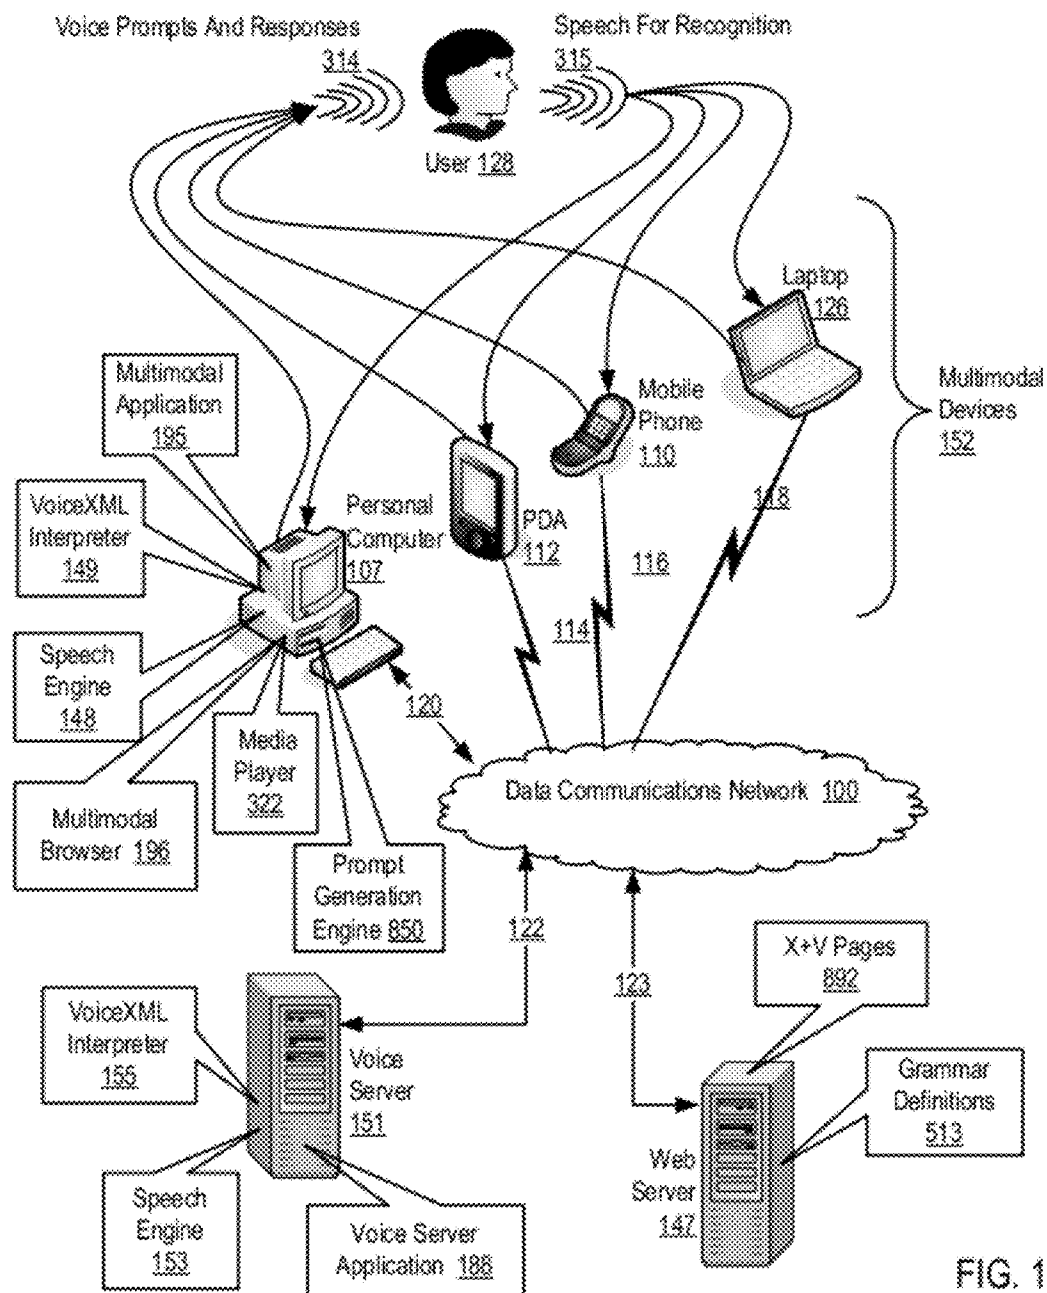 Voice Prompts And Responses
314
Speech For Recognition
315
User 128
Laptop
126
Multimodal
Devices
152
Multimodal
Application
195
Mobile
Phone
110
VoiceXML
Interpreter
149
Personal
Computer
107
PDA
112
118
116
114
Speech
Engine
148
120
Media
Player
322
Multimodal
Browser 196
Data Communications Network 100
Prompt
Generation
Engine 850
122
123
X+V Pages
892
VoiceXML
Interpreter
155
Voice
Server
151
Grammar
Definitions
513
Web
Server
147
Speech
Engine
153
Voice Server
Application 188
FIG. 1